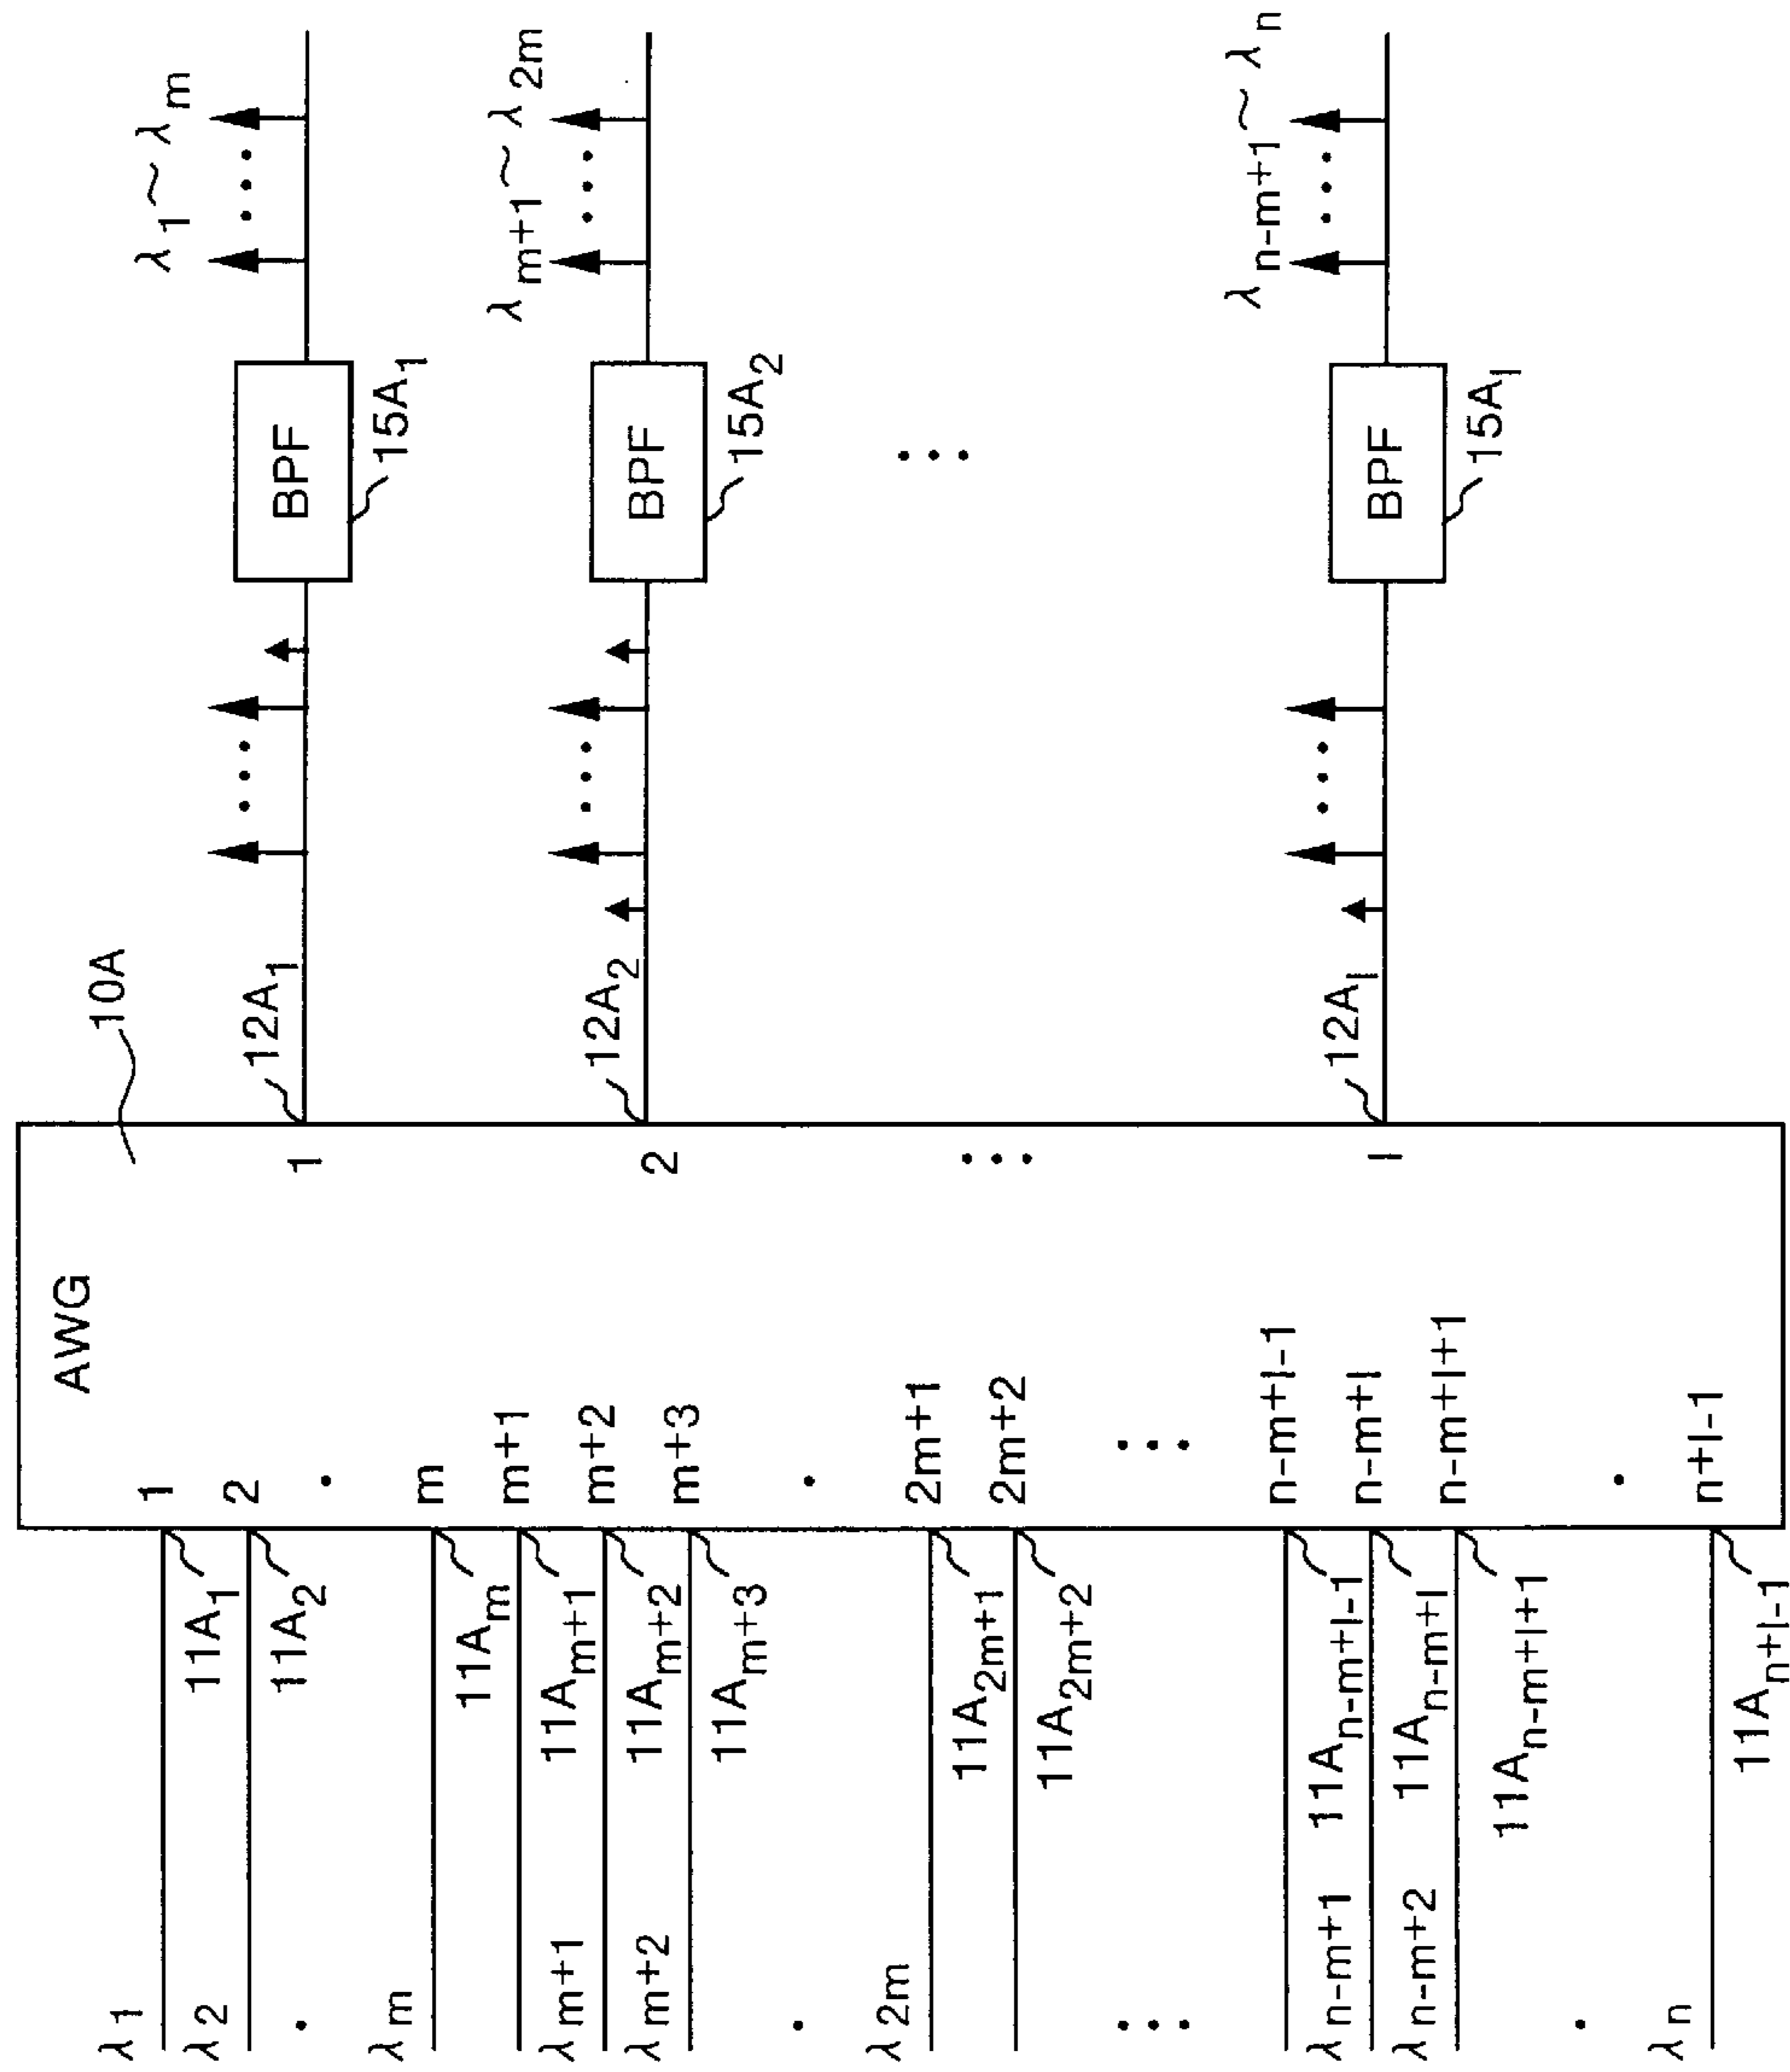 10A
AWG
λ1
λ2
λm
λm+1
λm+2
λ2m
λn-m+1
λn-m+2
λn
11A1
11A2
11Am
11Am+1
11Am+2
11Am+3
11A2m+1
11A2m+2
11An-m+l-1
11An-m+l
11An-m+l+1
11An+l-1
1
2
m
m+1
m+2
m+3
2m+1
2m+2
n-m+l-1
n-m+l
n-m+l+1
n+l-1
1
2
l
12A1
12A2
12Al
BPF
15A1
BPF
15A2
BPF
15Al
λ1~λm
λm+1~λ2m
λn-m+1~λn